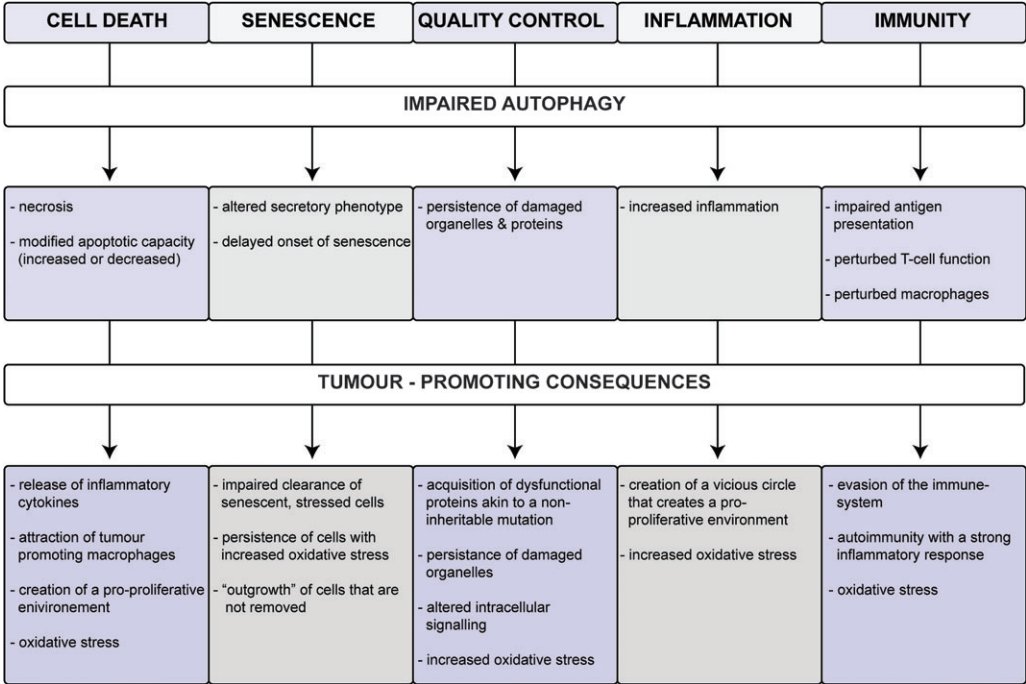 CELL DEATH
SENESCENCE
QUALITY CONTROL
INFLAMMATION
IMMUNITY
IMPAIRED AUTOPHAGY
- necrosis
- modified apoptotic capacity
(increased or decreased)
- altered secretory phenotype
- delayed onset of senescence
- persistence of damaged
organelles & proteins
- increased inflammation
- impaired antigen
presentation
- perturbed T-cell function
- perturbed macrophages
TUMOUR - PROMOTING CONSEQUENCES
- release of inflammatory
cytokines
- attraction of tumour
promoting macrophages
- creation of a pro-proliferative
enivironement
- oxidative stress
- impaired clearance of
senescent, stressed cells
- persistence of cells with
increased oxidative stress
- “outgrowth” of cells that are
not removed
- acquisition of dysfunctional
proteins akin to a non-
inheritable mutation
- persistance of damaged
organelles
- altered intracellular
signalling
- increased oxidative stress
- creation of a vicious circle
that creates a pro-
proliferative environment
- increased oxidative stress
- evasion of the immune-
system
- autoimmunity with a strong
inflammatory response
- oxidative stress